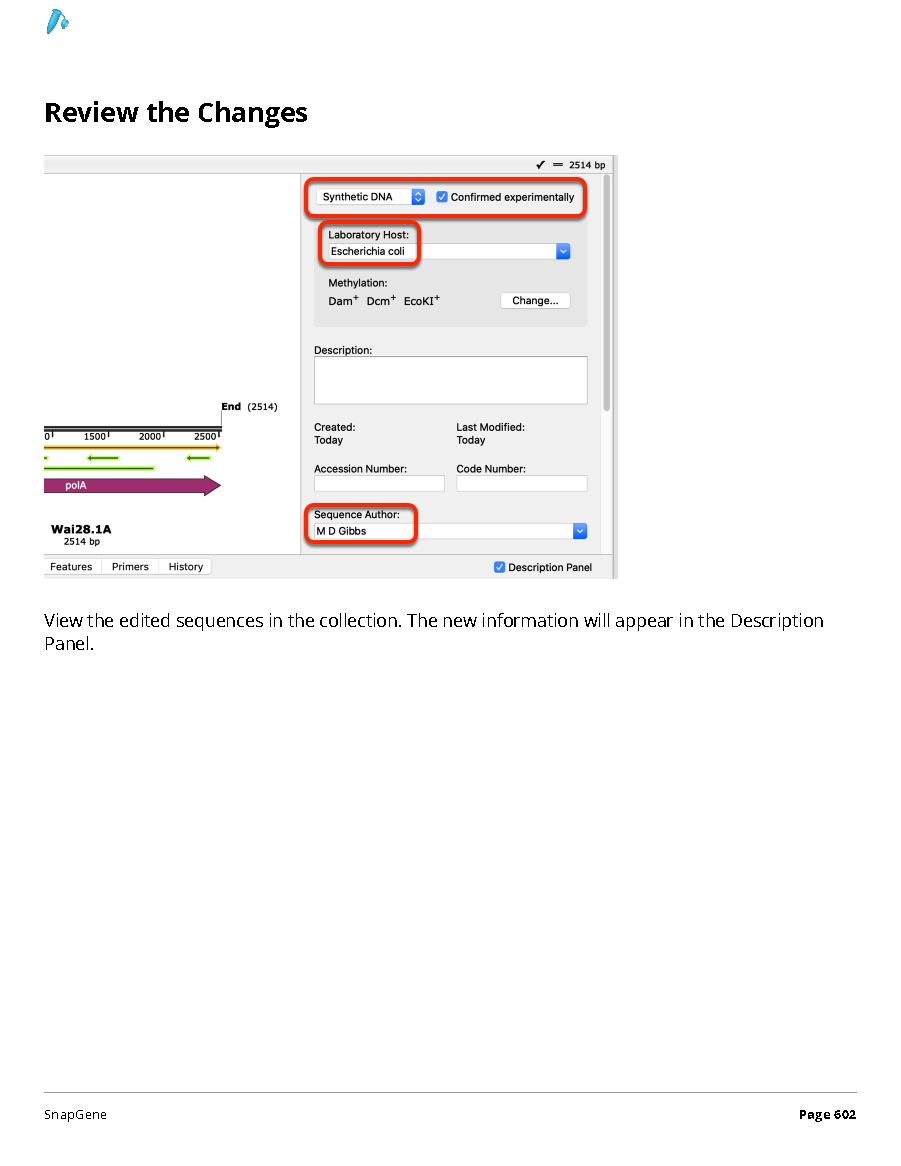 Review the Changes
✔ = 2514 bp
Synthetic DNA Confirmed experimentally
Laboratory Host:
Escherichia coli
Methylation:
Dam+ Dcm+ EcoKI+ Change...
Description:
End (2514)
0 1500 2000 2500
polA
Wai28.1A
2514 bp
Created: Last Modified:
Today Today
Accession Number: Code Number:
Sequence Author:
M D Gibbs
Features Primers History Description Panel
View the edited sequences in the collection. The new information will appear in the Description
Panel.
SnapGene Page 602